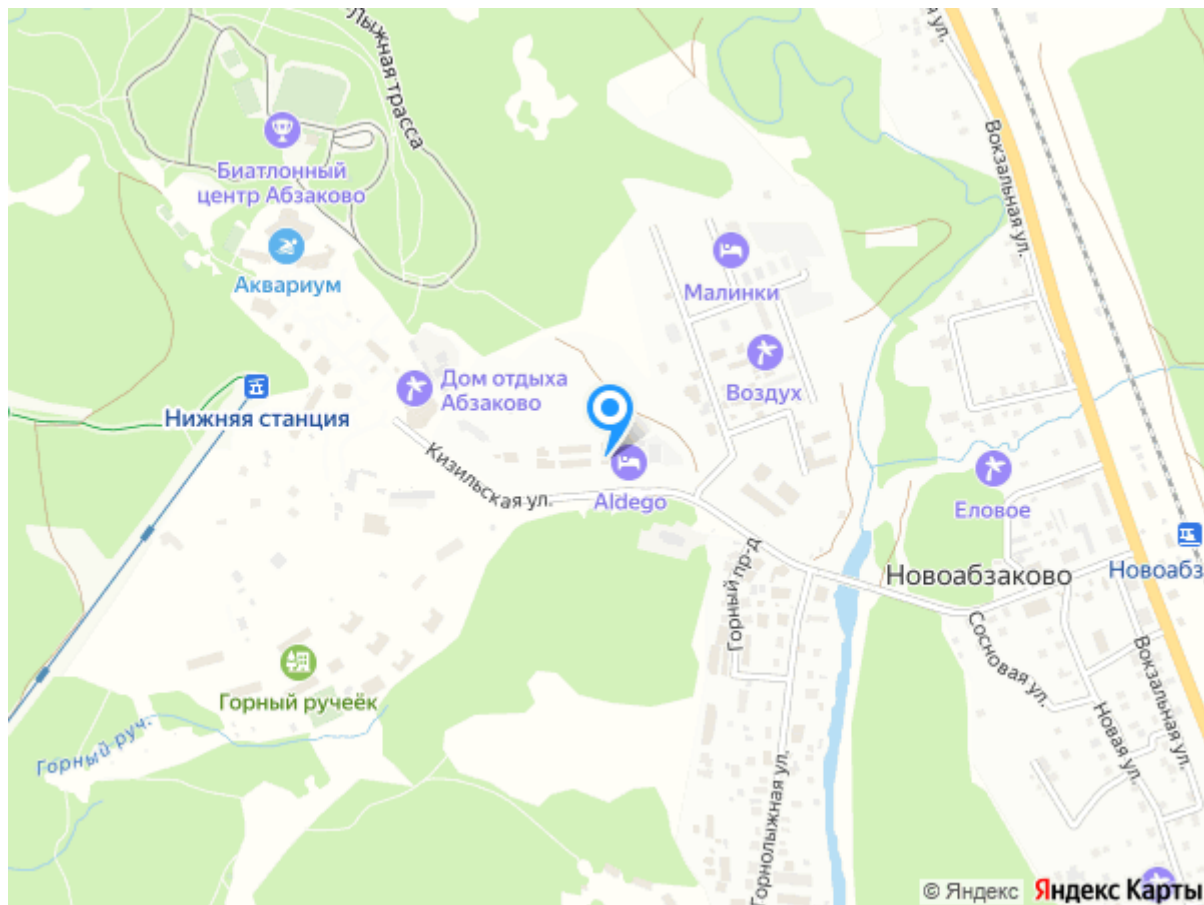 Лыжная трасса
ул.
Вокзальная ул.
Биатлонный
центр Абзаково
Аквариум
Малинки
Дом отдыха
Абзаково
Воздух
Нижняя станция
Кизильская ул.
Aldego
Еловое
Горный пр-д
Новоабзаково
Новоабз
Сосновая ул.
Вокзальная ул.
Горный ручеёк
Новая ул.
Горный руч.
Горнолыжная ул.
© Яндекс Яндекс Карты